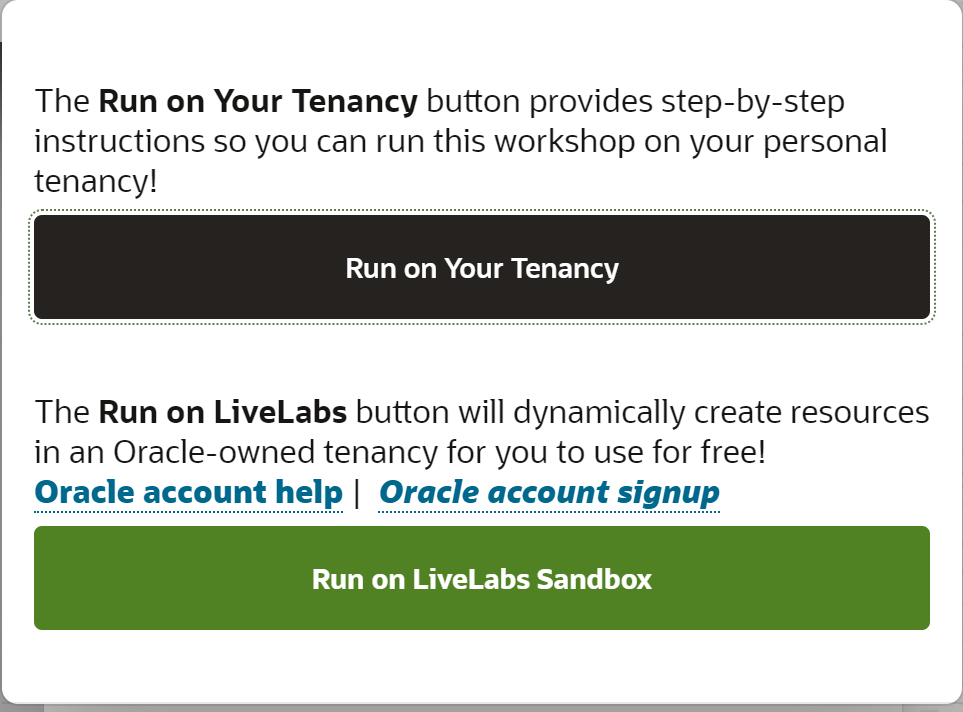 The Run on Your Tenancy button provides step-by-step
instructions so you can run this workshop on your personal
tenancy!
Run on Your Tenancy
The Run on LiveLabs button will dynamically create resources
in an Oracle-owned tenancy for you to use for free!
Oracle account help | Oracle account signup
Run on LiveLabs Sandbox